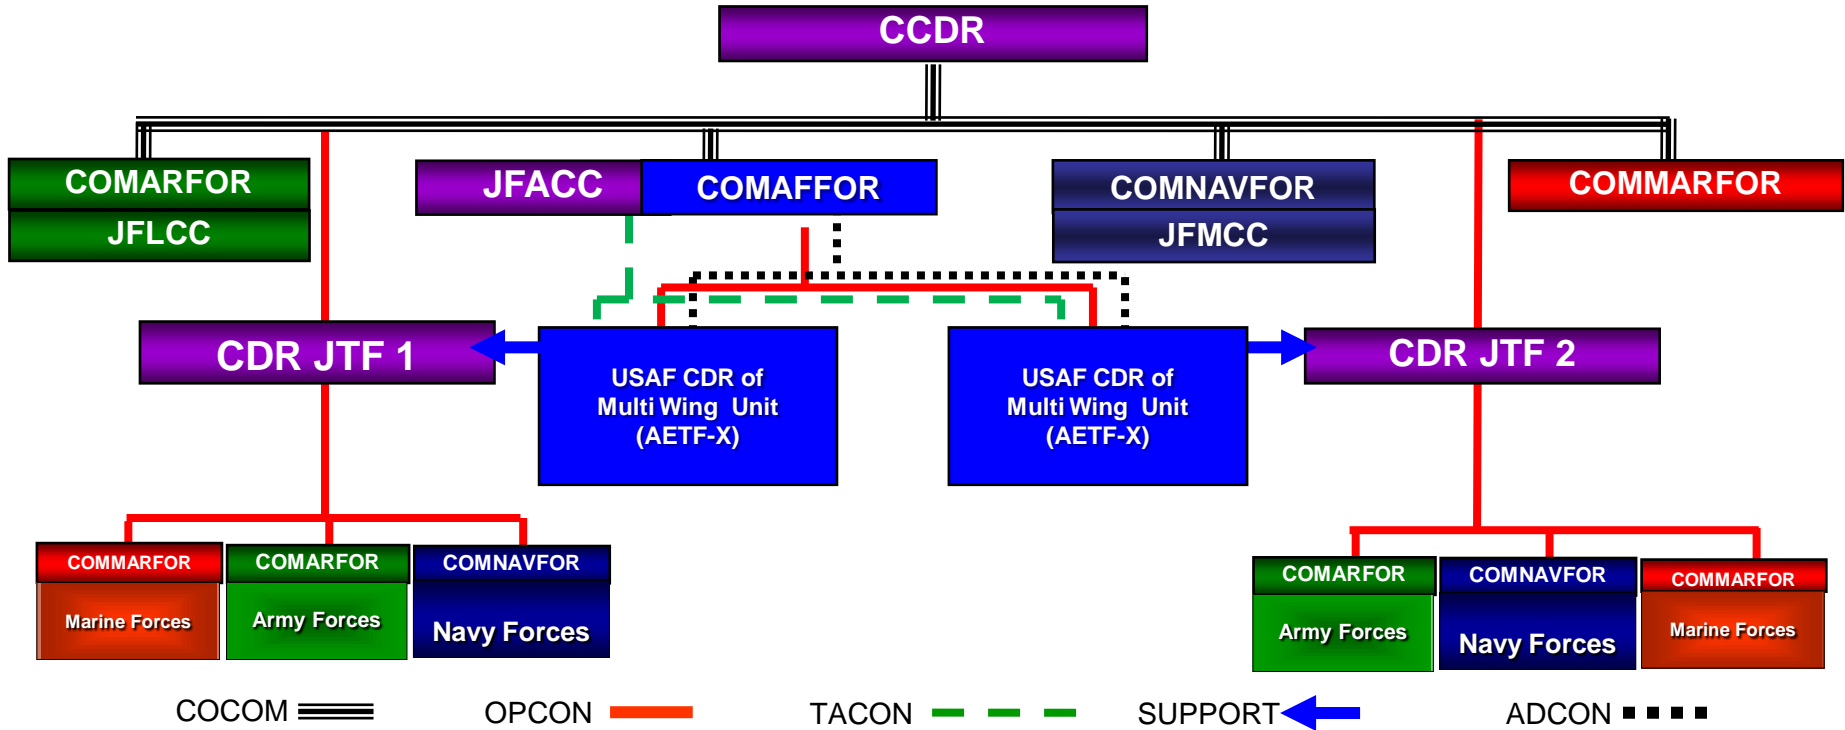 CCDR
COMARFOR
JFLCC
JFACC
COMAFFOR
COMNAVFOR
JFMCC
COMMARFOR
CDR JTF 1
USAF CDR of
Multi Wing Unit
(AETF-X)
USAF CDR of
Multi Wing Unit
(AETF-X)
CDR JTF 2
COMMARFOR
Marine Forces
COMARFOR
Army Forces
COMNAVFOR
Navy Forces
COMARFOR
Army Forces
COMNAVFOR
Navy Forces
COMMARFOR
Marine Forces
COCOM
OPCON
TACON
SUPPORT
ADCON